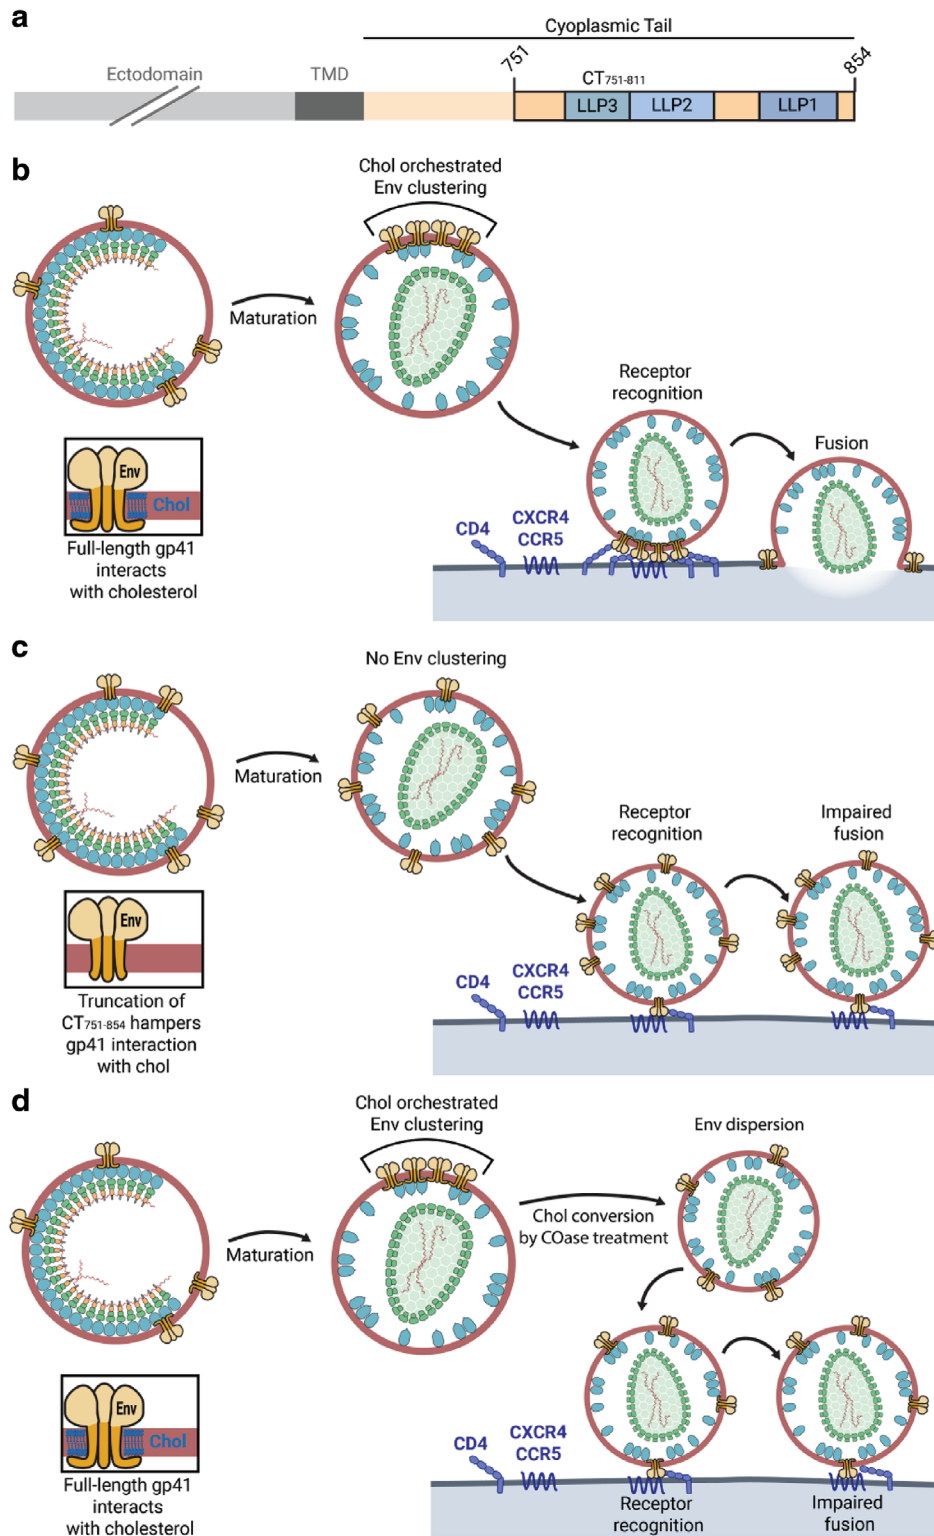 a
Cyoplasmic Tail
751
854
Ectodomain
TMD
CT751-811
LLP3
LLP2
LLP1
b
Chol orchestrated
Env clustering
Maturation
Receptor
recognition
Fusion
Env
Chol
Full-length gp41
interacts
with cholesterol
CD4
CXCR4
CCR5
c
No Env clustering
Maturation
Receptor
recognition
Impaired
fusion
Env
Truncation of
CT751-854 hampers
gp41 interaction
with chol
CD4
CXCR4
CCR5
d
Chol orchestrated
Env clustering
Env dispersion
Maturation
Chol conversion
by COase treatment
Env
Chol
Full-length gp41
interacts
with cholesterol
CD4
CXCR4
CCR5
Receptor
recognition
Impaired
fusion